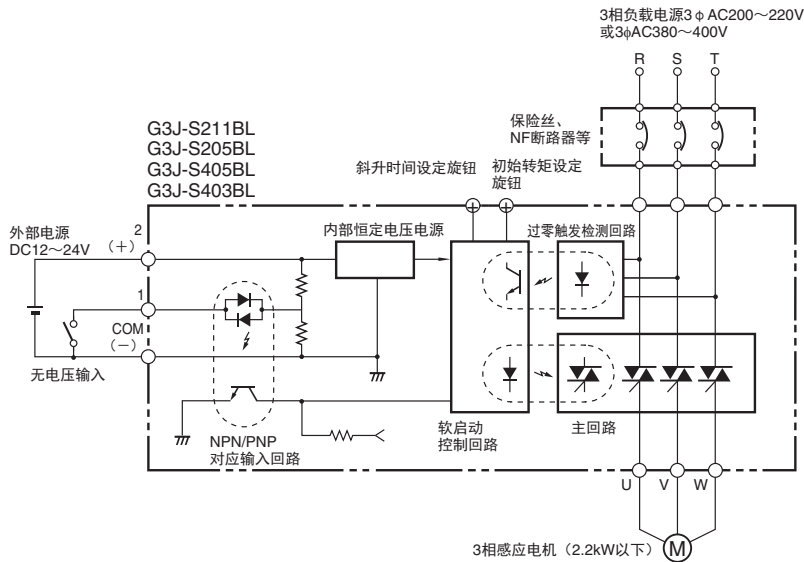 3相负载电源3φAC200～220V
或3φAC380～400V
R S T
保险丝、
NF断路器等
G3J-S211BL
G3J-S205BL
G3J-S405BL
G3J-S403BL
斜升时间设定旋钮
初始转矩设定
旋钮
外部电源
DC12～24V
2
（+）
内部恒定电压电源
过零触发检测回路
1
COM
（－）
无电压输入
NPN/PNP
对应输入回路
软启动
控制回路
主回路
U V W
3相感应电机（2.2kW以下）
M